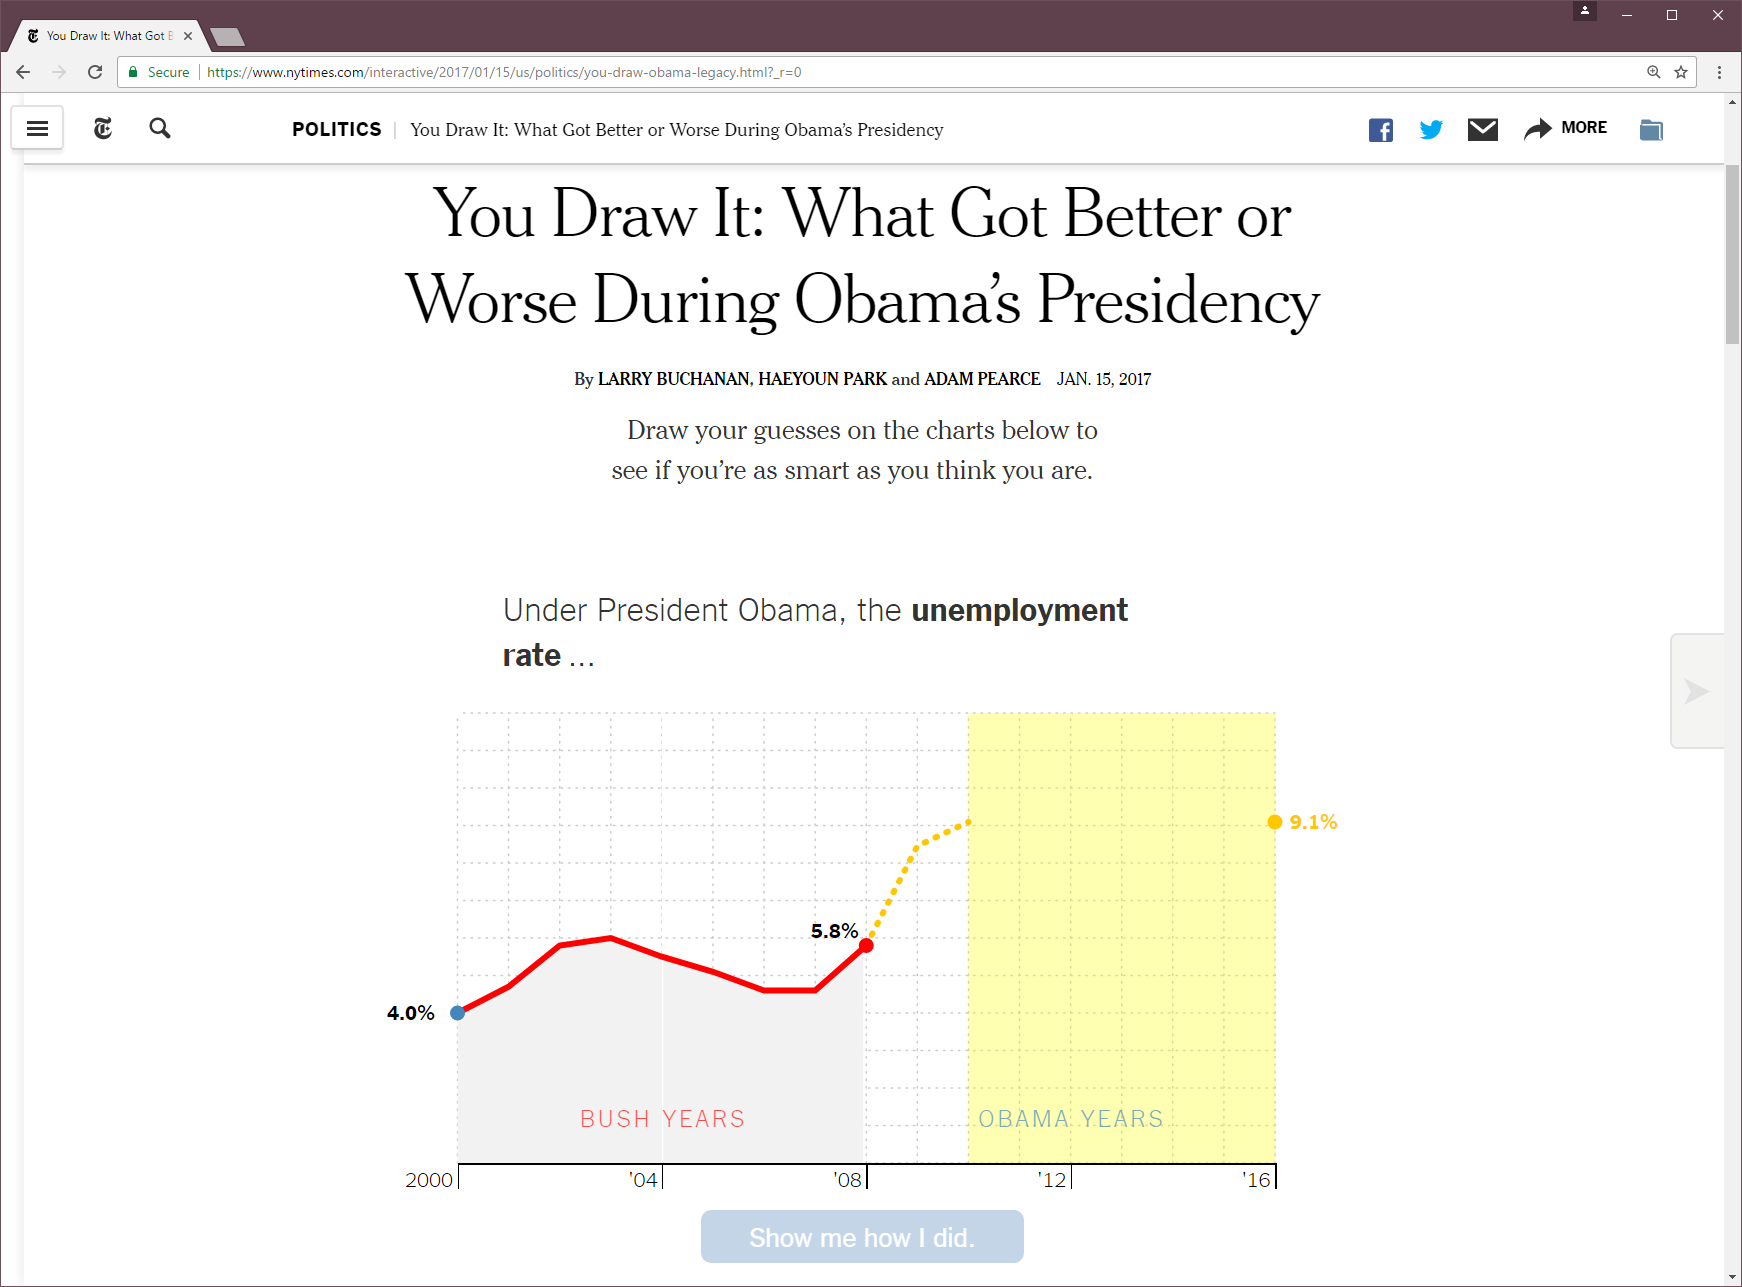 You Draw It: What Got B
Secure https://www.nytimes.com/interactive/2017/01/15/us/politics/you-draw-obama-legacy.html?_r=0
POLITICS | You Draw It: What Got Better or Worse During Obama's Presidency
MORE
You Draw It: What Got Better or
Worse During Obama's Presidency
By LARRY BUCHANAN, HAEYOUN PARK and ADAM PEARCE JAN. 15, 2017
Draw your guesses on the charts below to
see if you're as smart as you think you are.
Under President Obama, the unemployment
rate ...
9.1%
5.8%
4.0%
BUSH YEARS
OBAMA YEARS
2000 '04 '08 '12 '16
Show me how I did.